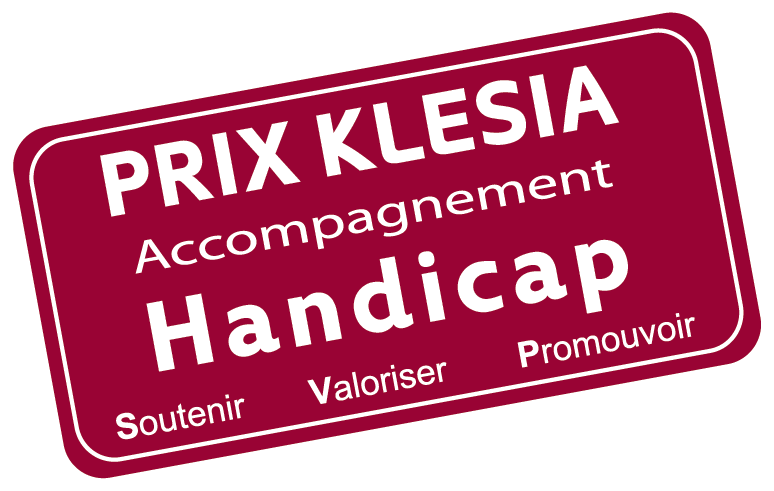 PRIX KLESIA
Accompagnement
Handicap
Soutenir Valoriser Promouvoir